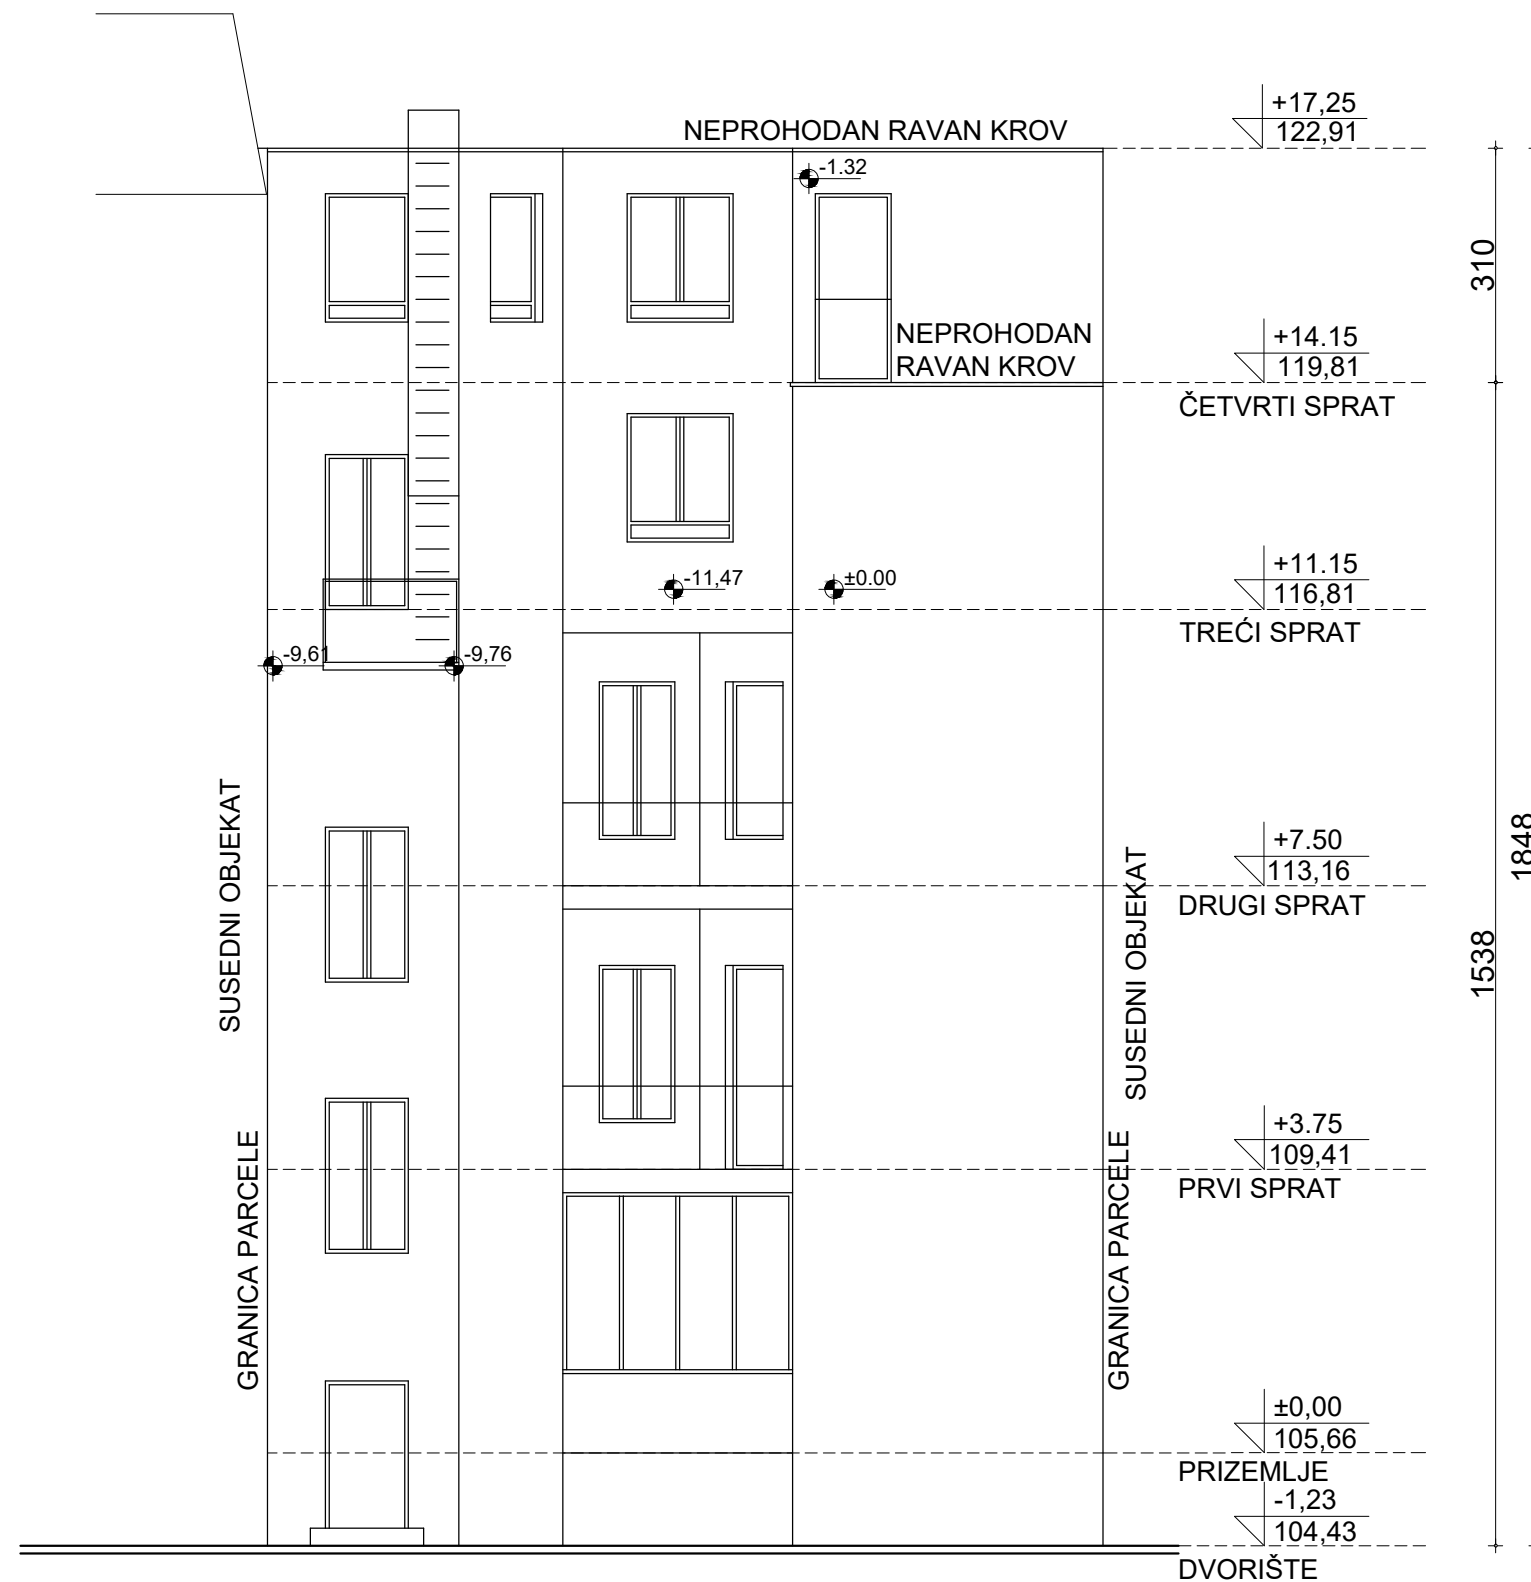 +17,25
122,91
NEPROHODAN RAVAN KROV
-1.32
310
NEPROHODAN
RAVAN KROV
+14.15
119,81
ČETVRTI SPRAT
-11,47
±0.00
+11.15
116,81
TREĆI SPRAT
-9,61
-9,76
SUSEDNI OBJEKAT
+7.50
113,16
DRUGI SPRAT
1848
SUSEDNI OBJEKAT
1538
GRANICA PARCELE
GRANICA PARCELE
+3.75
109,41
PRVI SPRAT
±0,00
105,66
PRIZEMLJE
-1,23
104,43
DVORIŠTE